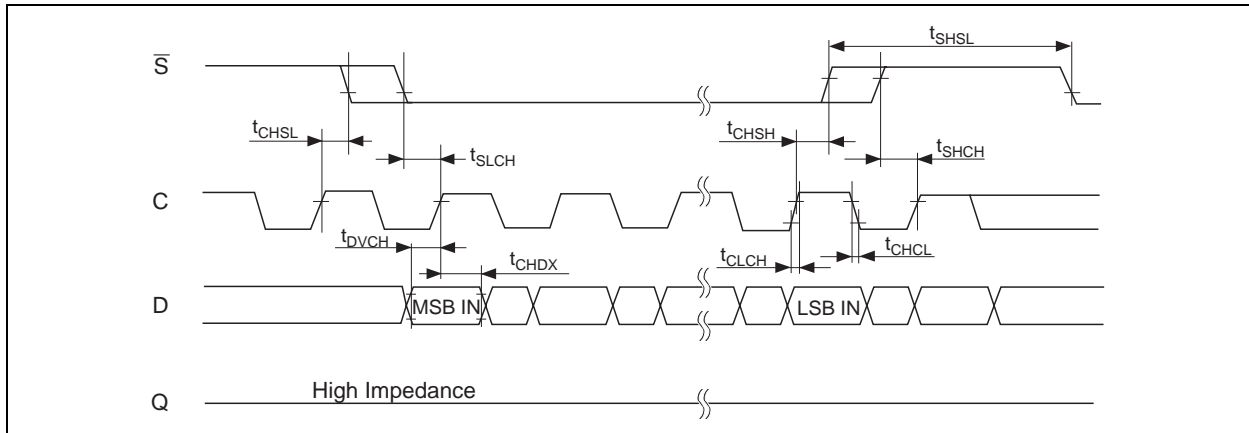 tSHSL
S
tCHSL
tCHSH
tSHCH
tSLCH
C
tDVCH
tCHDX
tCLCH
tCHCL
D
MSB IN
LSB IN
High Impedance
Q